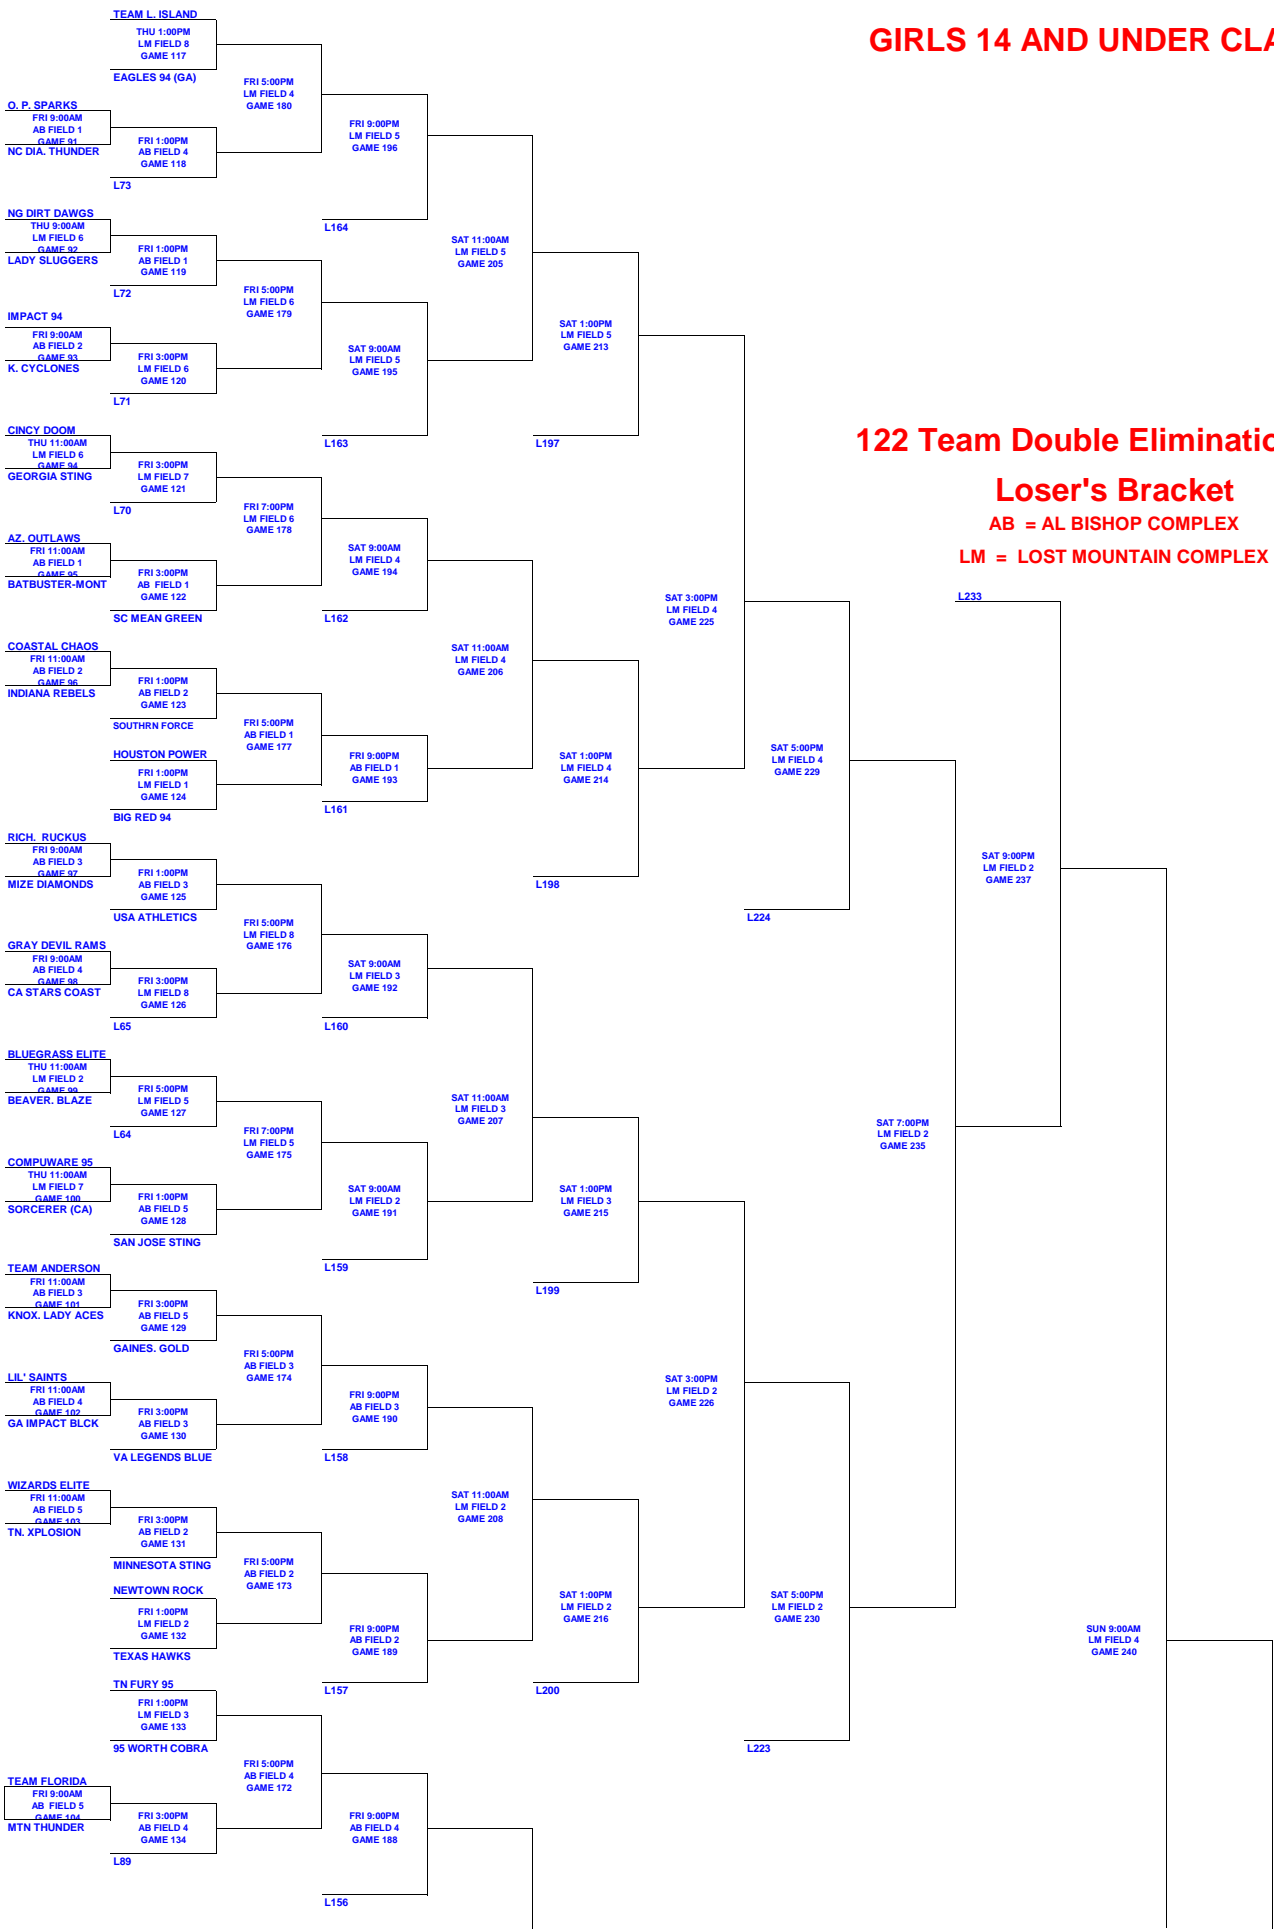 TEAM L. ISLAND
THU 1:00PM
LM FIELD 8
GAME 117
EAGLES 94 (GA)
GIRLS 14 AND UNDER CLA
FRI 5:00PM
LM FIELD 4
GAME 180
O. P. SPARKS
FRI 9:00AM
AB FIELD 1
GAME 91
NC DIA. THUNDER
FRI 1:00PM
AB FIELD 4
GAME 118
L73
FRI 9:00PM
LM FIELD 5
GAME 196
L164
NG DIRT DAWGS
THU 9:00AM
LM FIELD 6
GAME 92
LADY SLUGGERS
FRI 1:00PM
AB FIELD 1
GAME 119
L72
SAT 11:00AM
LM FIELD 5
GAME 205
FRI 5:00PM
LM FIELD 6
GAME 179
IMPACT 94
FRI 9:00AM
AB FIELD 2
GAME 93
K. CYCLONES
FRI 3:00PM
LM FIELD 6
GAME 120
L71
SAT 9:00AM
LM FIELD 5
GAME 195
L163
SAT 1:00PM
LM FIELD 5
GAME 213
L197
CINCY DOOM
THU 11:00AM
LM FIELD 6
GAME 94
GEORGIA STING
FRI 3:00PM
LM FIELD 7
GAME 121
L70
122 Team Double Eliminatio
Loser's Bracket
AB = AL BISHOP COMPLEX
LM = LOST MOUNTAIN COMPLEX
FRI 7:00PM
LM FIELD 6
GAME 178
AZ. OUTLAWS
FRI 11:00AM
AB FIELD 1
GAME 95
BATBUSTER-MONT
FRI 3:00PM
AB FIELD 1
GAME 122
SC MEAN GREEN
SAT 9:00AM
LM FIELD 4
GAME 194
L162
SAT 3:00PM
LM FIELD 4
GAME 225
L233
COASTAL CHAOS
FRI 11:00AM
AB FIELD 2
GAME 96
INDIANA REBELS
FRI 1:00PM
AB FIELD 2
GAME 123
SOUTHRN FORCE
SAT 11:00AM
LM FIELD 4
GAME 206
FRI 5:00PM
AB FIELD 1
GAME 177
HOUSTON POWER
FRI 1:00PM
LM FIELD 1
GAME 124
BIG RED 94
FRI 9:00PM
AB FIELD 1
GAME 193
L161
SAT 1:00PM
LM FIELD 4
GAME 214
L198
SAT 5:00PM
LM FIELD 4
GAME 229
L224
RICH. RUCKUS
FRI 9:00AM
AB FIELD 3
GAME 97
MIZE DIAMONDS
FRI 1:00PM
AB FIELD 3
GAME 125
USA ATHLETICS
SAT 9:00PM
LM FIELD 2
GAME 237
FRI 5:00PM
LM FIELD 8
GAME 176
GRAY DEVIL RAMS
FRI 9:00AM
AB FIELD 4
GAME 98
CA STARS COAST
FRI 3:00PM
LM FIELD 8
GAME 126
L65
SAT 9:00AM
LM FIELD 3
GAME 192
L160
BLUEGRASS ELITE
THU 11:00AM
LM FIELD 2
GAME 99
BEAVER. BLAZE
FRI 5:00PM
LM FIELD 5
GAME 127
L64
SAT 11:00AM
LM FIELD 3
GAME 207
SAT 7:00PM
LM FIELD 2
GAME 235
FRI 7:00PM
LM FIELD 5
GAME 175
COMPUWARE 95
THU 11:00AM
LM FIELD 7
GAME 100
SORCERER (CA)
FRI 1:00PM
AB FIELD 5
GAME 128
SAN JOSE STING
SAT 9:00AM
LM FIELD 2
GAME 191
L159
SAT 1:00PM
LM FIELD 3
GAME 215
L199
TEAM ANDERSON
FRI 11:00AM
AB FIELD 3
GAME 101
KNOX. LADY ACES
FRI 3:00PM
AB FIELD 5
GAME 129
GAINES. GOLD
FRI 5:00PM
AB FIELD 3
GAME 174
SAT 3:00PM
LM FIELD 2
GAME 226
LIL' SAINTS
FRI 11:00AM
AB FIELD 4
GAME 102
GA IMPACT BLCK
FRI 3:00PM
AB FIELD 3
GAME 130
VA LEGENDS BLUE
FRI 9:00PM
AB FIELD 3
GAME 190
L158
WIZARDS ELITE
FRI 11:00AM
AB FIELD 5
GAME 103
TN. XPLOSION
FRI 3:00PM
AB FIELD 2
GAME 131
MINNESOTA STING
SAT 11:00AM
LM FIELD 2
GAME 208
FRI 5:00PM
AB FIELD 2
GAME 173
NEWTOWN ROCK
FRI 1:00PM
LM FIELD 2
GAME 132
TEXAS HAWKS
FRI 9:00PM
AB FIELD 2
GAME 189
L157
SAT 1:00PM
LM FIELD 2
GAME 216
L200
SAT 5:00PM
LM FIELD 2
GAME 230
L223
SUN 9:00AM
LM FIELD 4
GAME 240
TN FURY 95
FRI 1:00PM
LM FIELD 3
GAME 133
95 WORTH COBRA
FRI 5:00PM
AB FIELD 4
GAME 172
TEAM FLORIDA
FRI 9:00AM
AB FIELD 5
GAME 104
MTN THUNDER
FRI 3:00PM
AB FIELD 4
GAME 134
L89
FRI 9:00PM
AB FIELD 4
GAME 188
L156